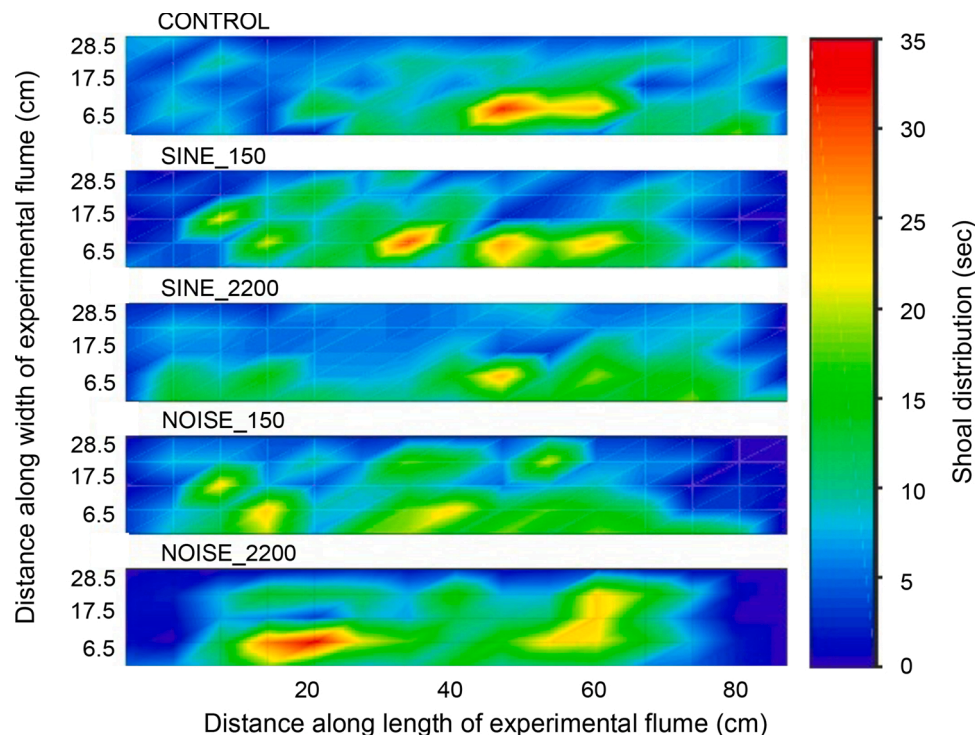 CONTROL
28.5
17.5
6.5
SINE_150
28.5
17.5
6.5
SINE_2200
28.5
17.5
6.5
NOISE_150
28.5
17.5
6.5
NOISE_2200
28.5
17.5
6.5
20 40 60 80
Distance along length of experimental flume (cm)
Distance along width of experimental flume (cm)
35
30
25
20
15
10
5
0
Shoal distribution (sec)